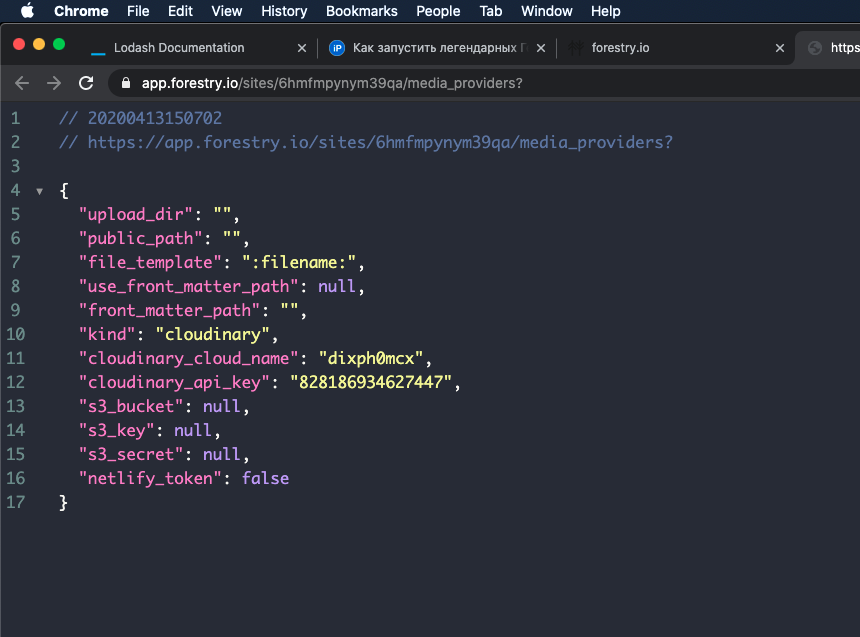 Chrome File Edit View History Bookmarks People Tab Window Help
Lodash Documentation
iP Как запустить легендарных
forestry.io
https
app.forestry.io/sites/6hmfmpynym39qa/media_providers?
1 // 20200413150702
2 // https://app.forestry.io/sites/6hmfmpynym39qa/media_providers?
3
4 {
5 "upload_dir": "",
6 "public_path": "",
7 "file_template": ":filename:",
8 "use_front_matter_path": null,
9 "front_matter_path": "",
10 "kind": "cloudinary",
11 "cloudinary_cloud_name": "dixph0mcx",
12 "cloudinary_api_key": "828186934627447",
13 "s3_bucket": null,
14 "s3_key": null,
15 "s3_secret": null,
16 "netlify_token": false
17 }